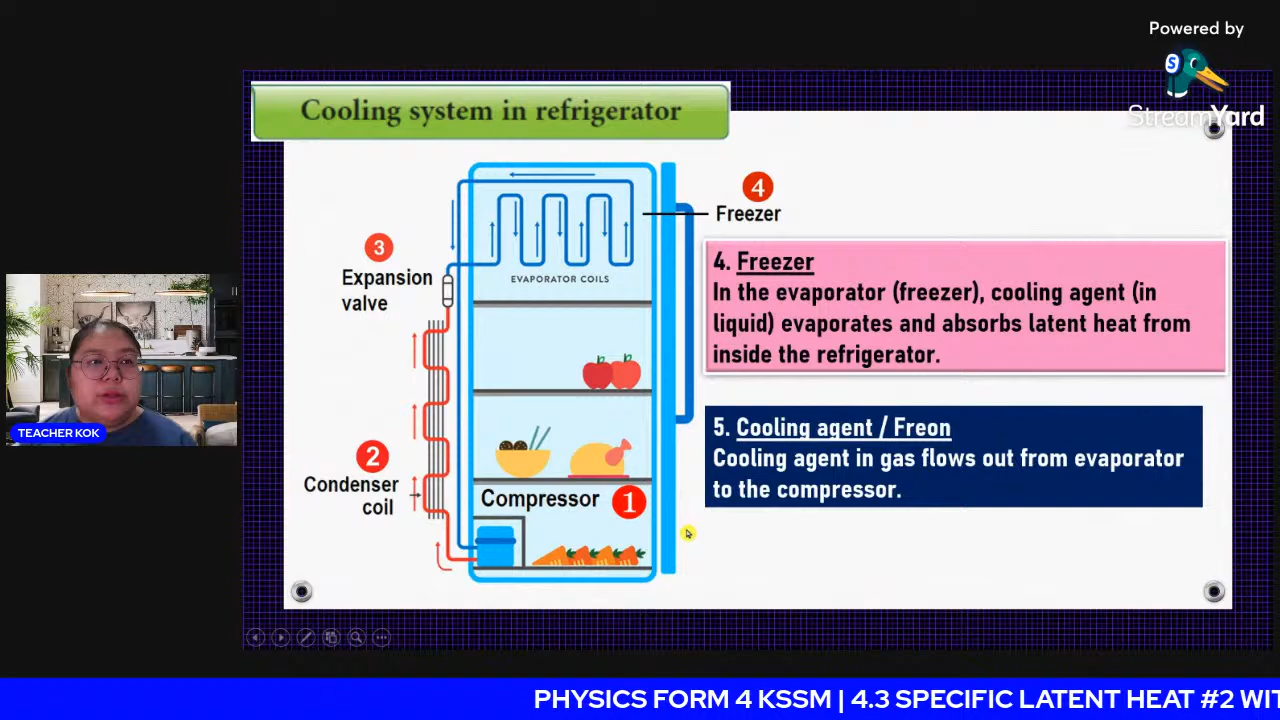 Powered by
StreamYard
Cooling system in refrigerator
4
Freezer
3
Expansion
valve
EVAPORATOR COILS
4. Freezer
In the evaporator (freezer), cooling agent (in
liquid) evaporates and absorbs latent heat from
inside the refrigerator.
5. Cooling agent / Freon
Cooling agent in gas flows out from evaporator
to the compressor.
2
Condenser
coil
Compressor 1
TEACHER KOK
PHYSICS FORM 4 KSSM | 4.3 SPECIFIC LATENT HEAT #2 WIT